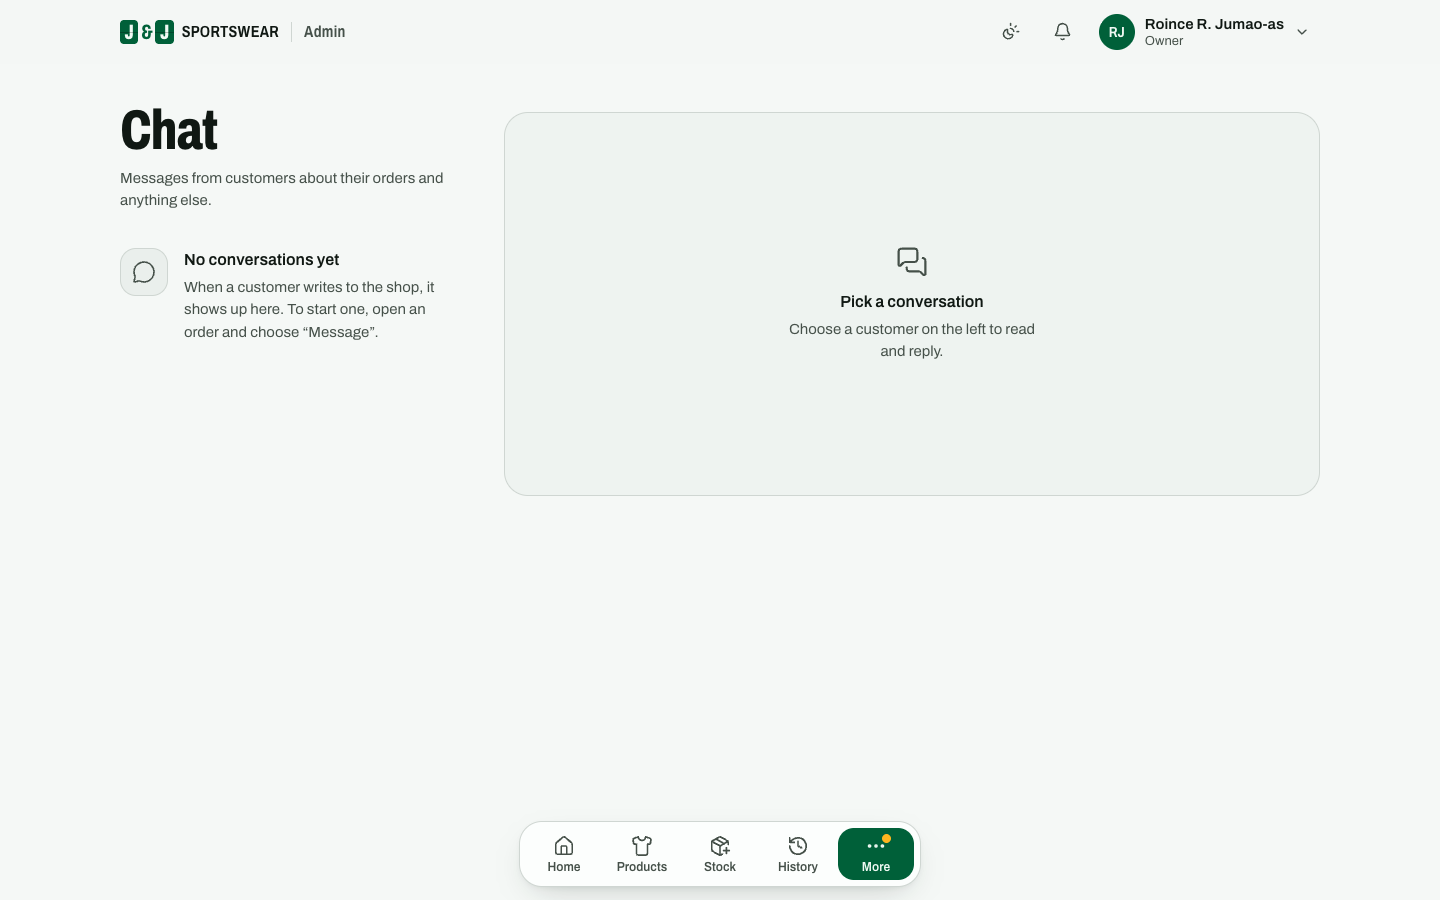 J & J SPORTSWEAR
Admin
RJ
Roince R. Jumao-as
Owner
Chat
Messages from customers about their orders and
anything else.
No conversations yet
When a customer writes to the shop, it
shows up here. To start one, open an
order and choose “Message”.
Pick a conversation
Choose a customer on the left to read
and reply.
Home
Products
Stock
History
More